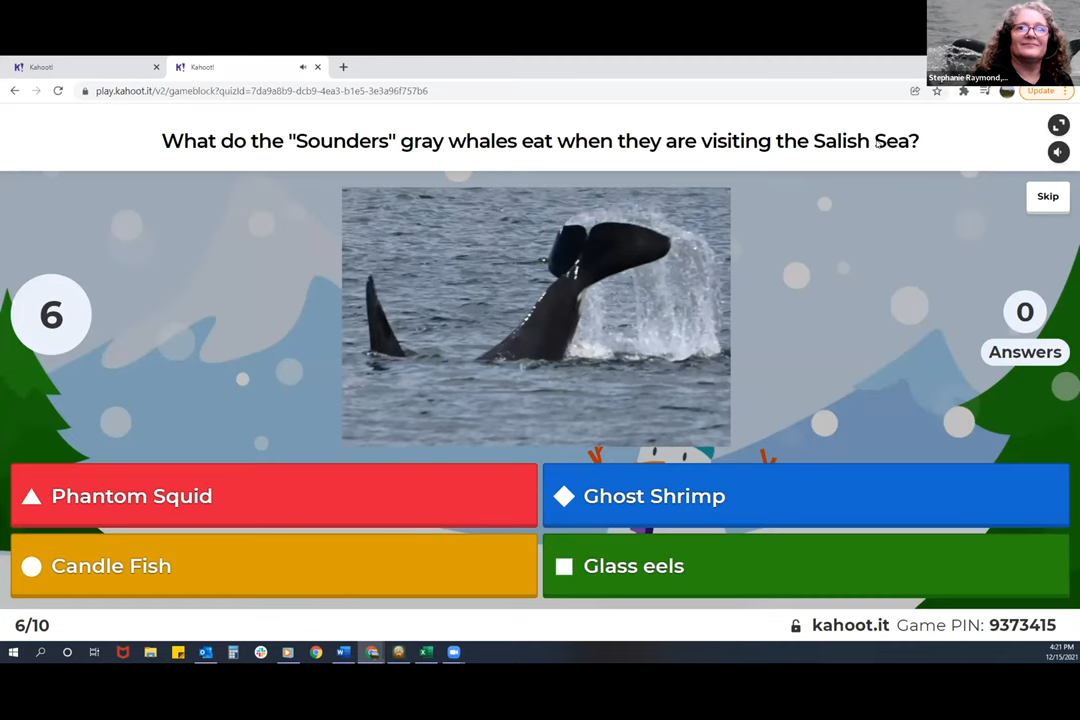 Stephanie Raymond,...
Kahoot!
Kahoot!
play.kahoot.it/v2/gameblock?quizId=7da9a8b9-dcb9-4ea3-b1e5-3e3a96f757b6
Update
What do the "Sounders" gray whales eat when they are visiting the Salish Sea?
Skip
6
0
Answers
Phantom Squid
Ghost Shrimp
Candle Fish
Glass eels
6/10
kahoot.it Game PIN: 9373415
4:21 PM
12/15/2021